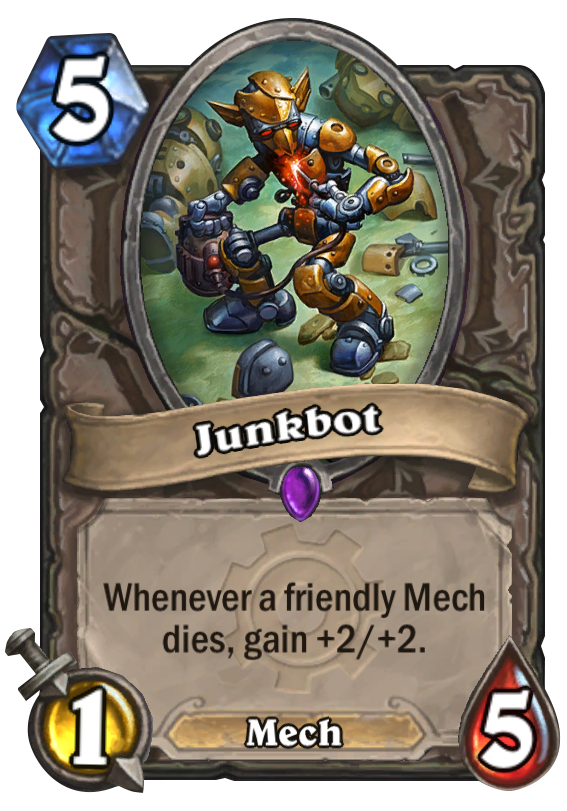 5
Junkbot
Whenever a friendly Mech
dies, gain +2/+2.
1
Mech
5